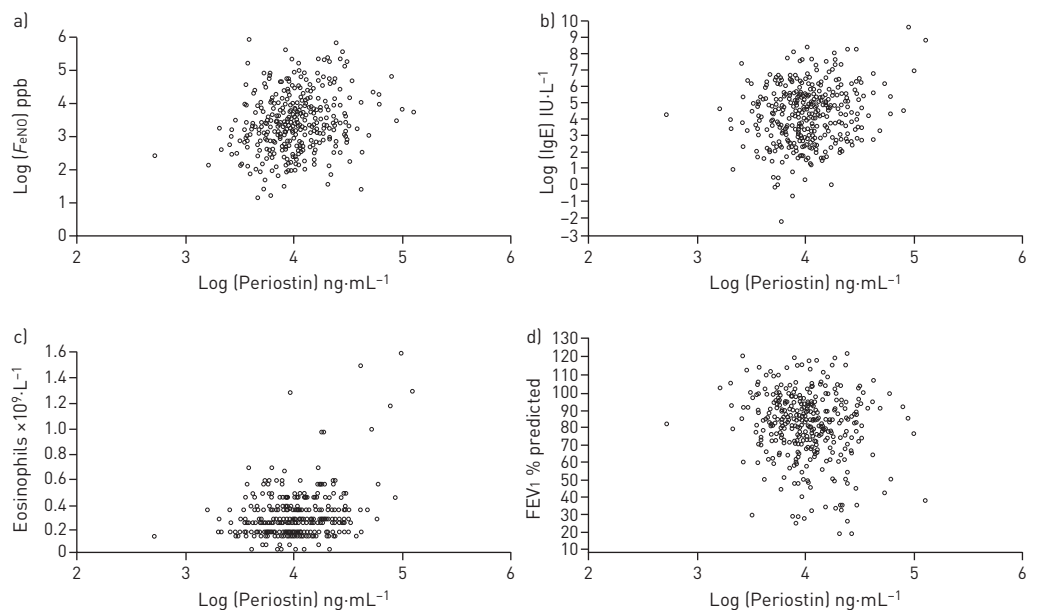 a)
6
5
4
3
2
1
0
Log (FeNO) ppb
2 3 4 5 6
Log (Periostin) ng·mL−1
b)
10
9
8
7
6
5
4
3
2
1
0
−1
−2
−3
Log (IgE) IU·L−1
2 3 4 5 6
Log (Periostin) ng·mL−1
c)
1.6
1.4
1.2
1.0
0.8
0.6
0.4
0.2
0
Eosinophils ×10⁹·L−1
2 3 4 5 6
Log (Periostin) ng·mL−1
d)
130
120
110
100
90
80
70
60
50
40
30
20
10
FEV1 % predicted
2 3 4 5 6
Log (Periostin) ng·mL−1